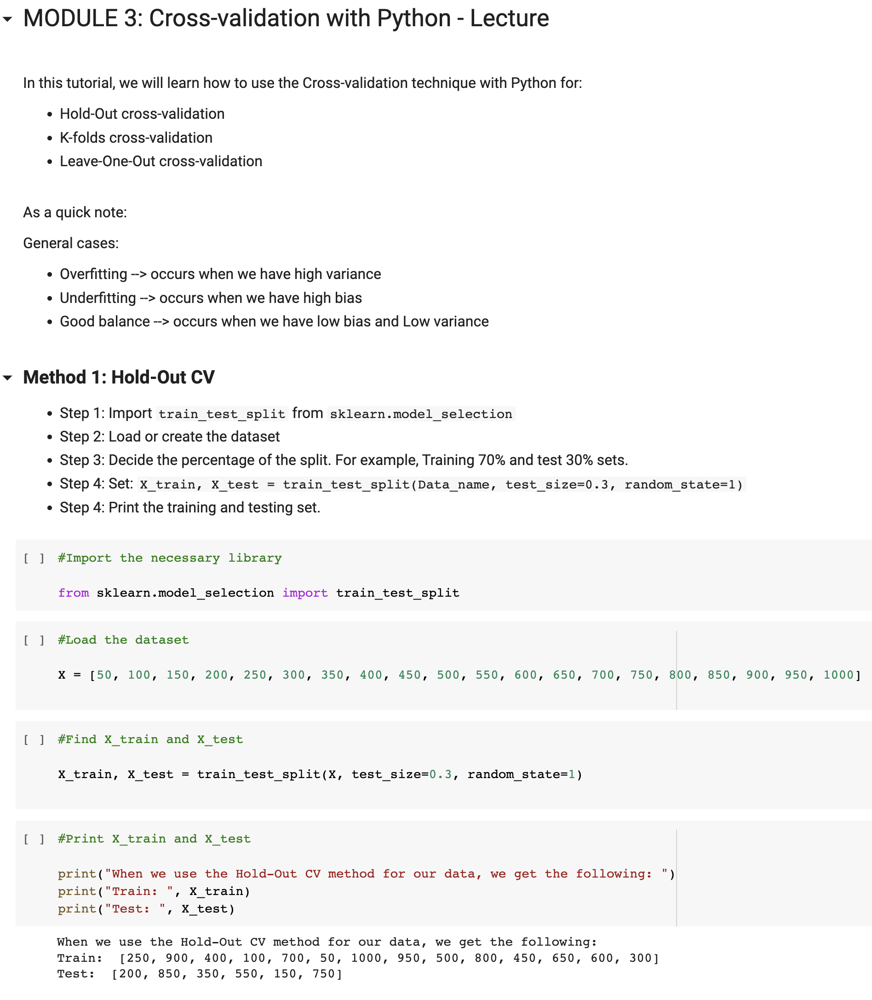 MODULE 3: Cross-validation with Python - Lecture
In this tutorial, we will learn how to use the Cross-validation technique with Python for:
• Hold-Out cross-validation
• K-folds cross-validation
• Leave-One-Out cross-validation
As a quick note:
General cases:
• Overfitting --> occurs when we have high variance
• Underfitting --> occurs when we have high bias
• Good balance --> occurs when we have low bias and Low variance
Method 1: Hold-Out CV
• Step 1: Import train_test_split from sklearn.model_selection
• Step 2: Load or create the dataset
• Step 3: Decide the percentage of the split. For example, Training 70% and test 30% sets.
• Step 4: Set: X_train, X_test = train_test_split(Data_name, test_size=0.3, random_state=1)
• Step 4: Print the training and testing set.
[ ] #Import the necessary library
from sklearn.model_selection import train_test_split
[ ] #Load the dataset
X = [50, 100, 150, 200, 250, 300, 350, 400, 450, 500, 550, 600, 650, 700, 750, 800, 850, 900, 950, 1000]
[ ] #Find X_train and X_test
X_train, X_test = train_test_split(X, test_size=0.3, random_state=1)
[ ] #Print X_train and X_test
print("When we use the Hold-Out CV method for our data, we get the following: ")
print("Train: ", X_train)
print("Test: ", X_test)
When we use the Hold-Out CV method for our data, we get the following:
Train:  [250, 900, 400, 100, 700, 50, 1000, 950, 500, 800, 450, 650, 600, 300]
Test:  [200, 850, 350, 550, 150, 750]